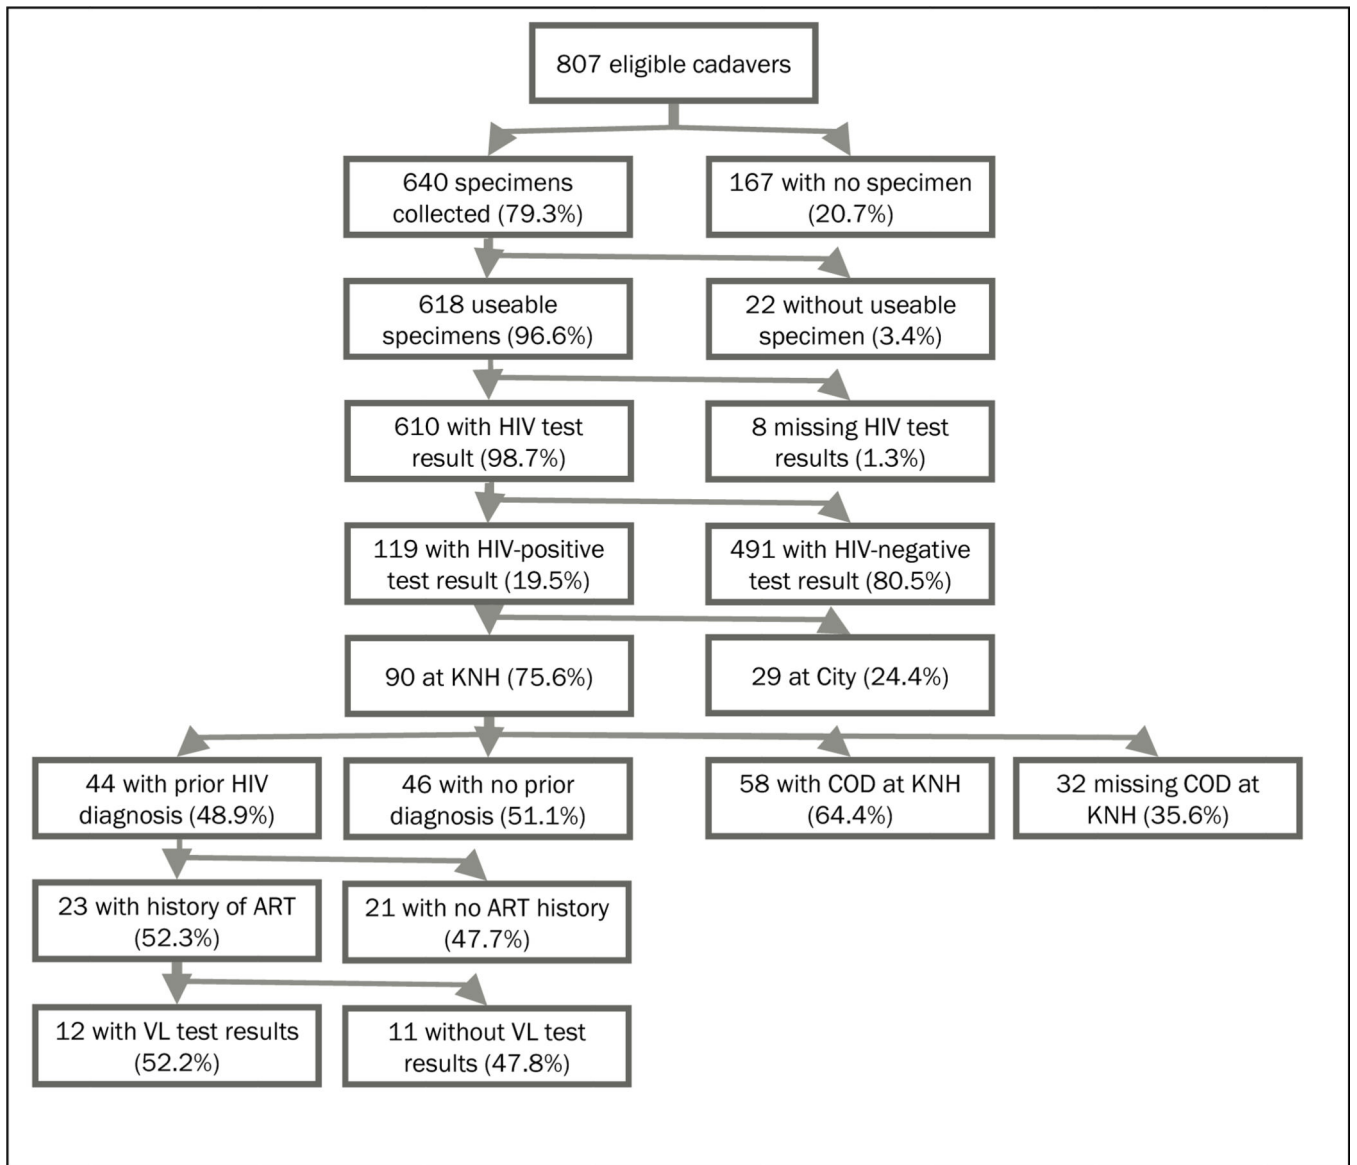 807 eligible cadavers
640 specimens
collected (79.3%)
167 with no specimen
(20.7%)
618 useable
specimens (96.6%)
22 without useable
specimen (3.4%)
610 with HIV test
result (98.7%)
8 missing HIV test
results (1.3%)
119 with HIV-positive
test result (19.5%)
491 with HIV-negative
test result (80.5%)
90 at KNH (75.6%)
29 at City (24.4%)
44 with prior HIV
diagnosis (48.9%)
46 with no prior
diagnosis (51.1%)
58 with COD at KNH
(64.4%)
32 missing COD at
KNH (35.6%)
23 with history of ART
(52.3%)
21 with no ART history
(47.7%)
12 with VL test results
(52.2%)
11 without VL test
results (47.8%)